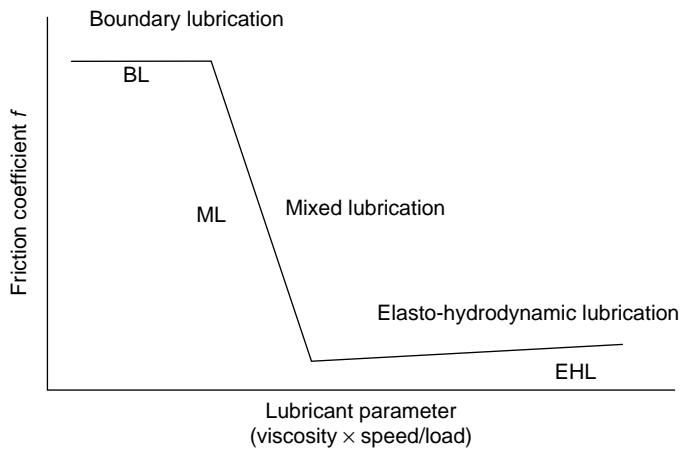 Boundary lubrication
BL
Friction coefficient f
ML
Mixed lubrication
Elasto-hydrodynamic lubrication
EHL
Lubricant parameter
(viscosity × speed/load)